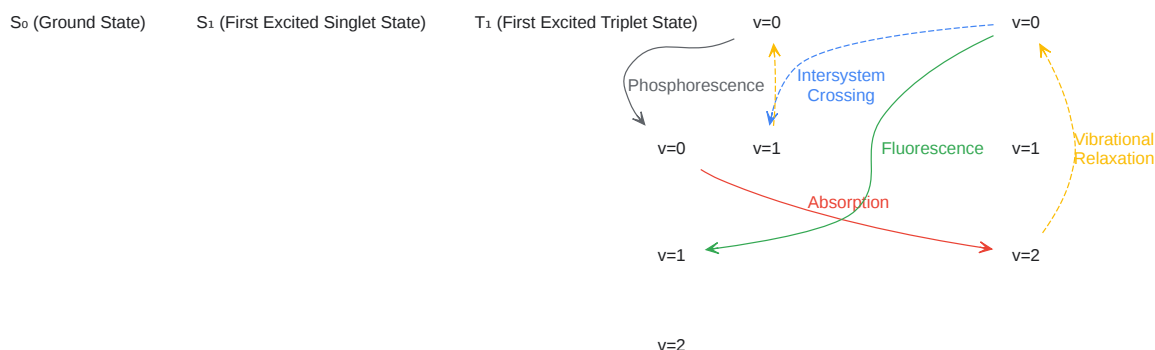 S₀ (Ground State)
S₁ (First Excited Singlet State)
T₁ (First Excited Triplet State)
v=0
v=0
Phosphorescence
Intersystem
Crossing
v=0
v=1
Fluorescence
v=1
Vibrational
Relaxation
Absorption
v=1
v=2
v=2